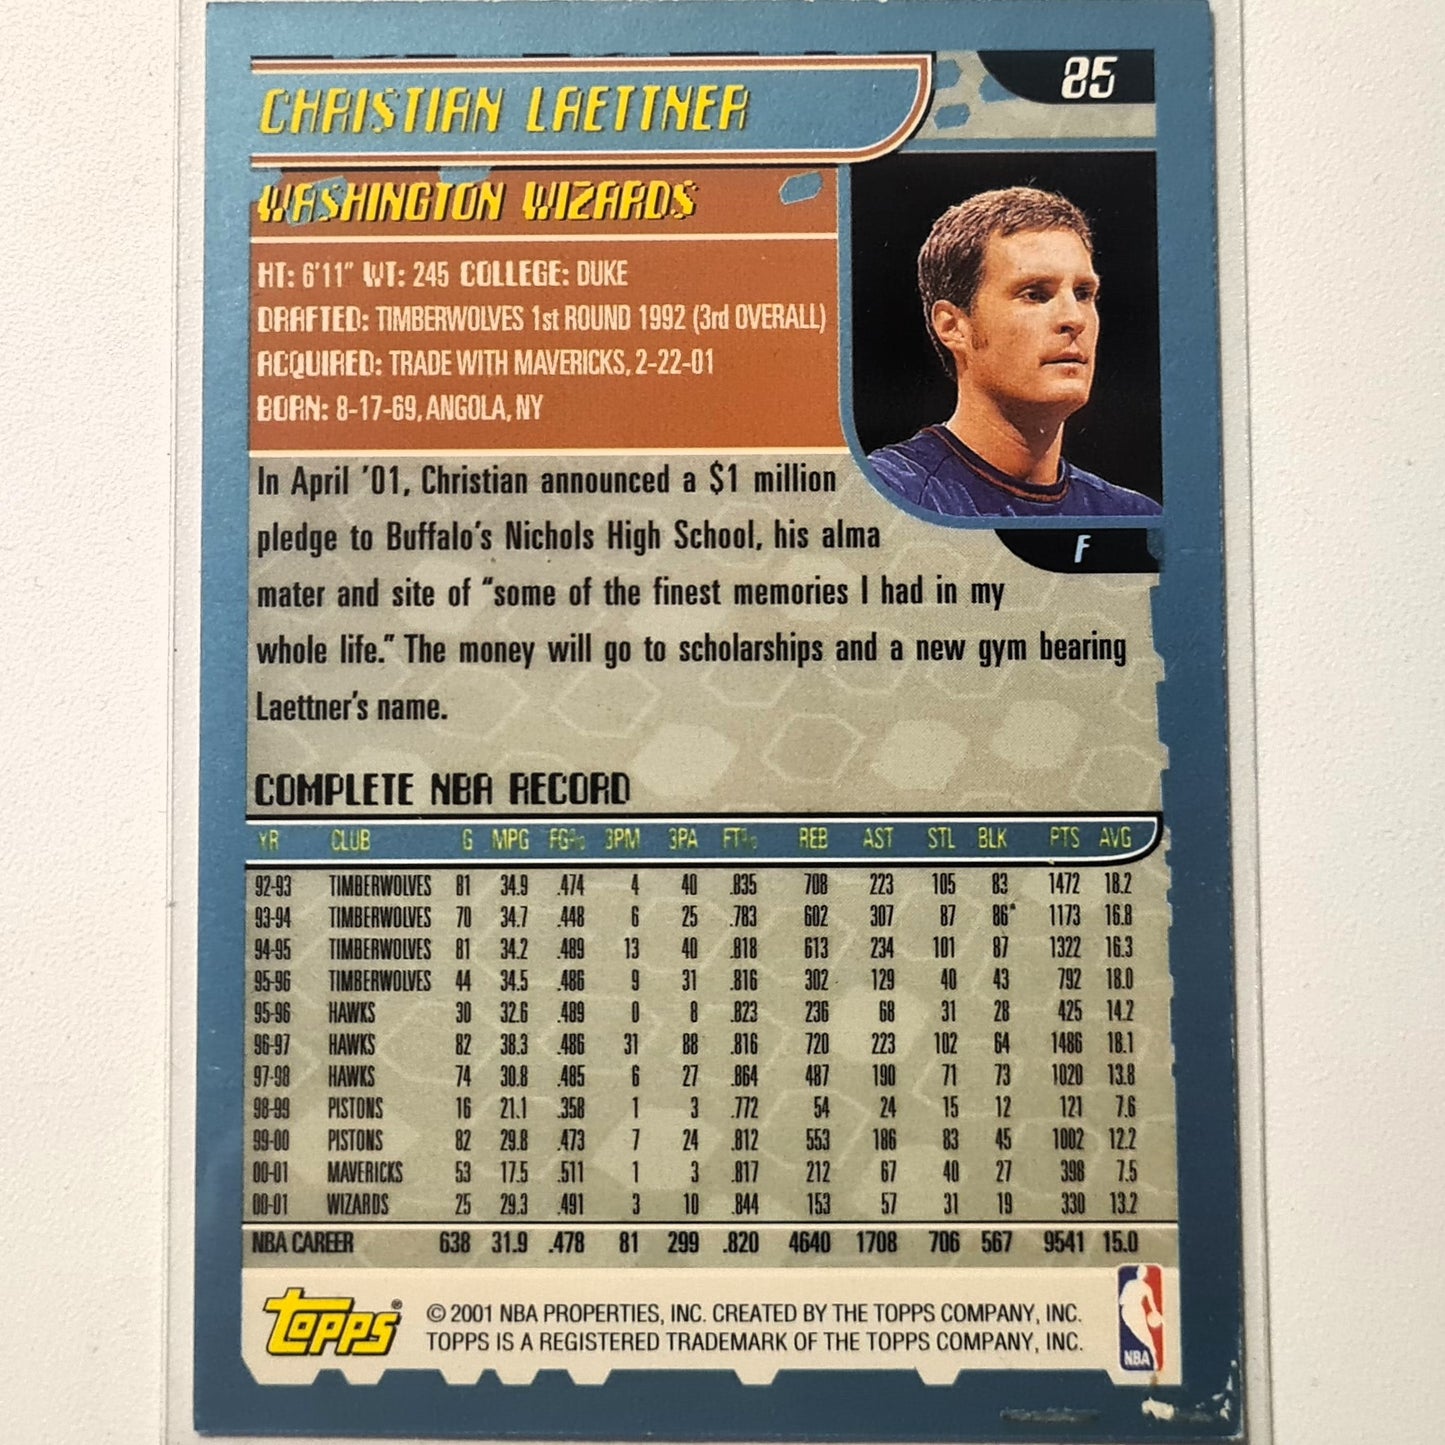 85
CHRISTIAN LAETTNER
WASHINGTON WIZARDS
HT: 6'11" WT: 245 COLLEGE: DUKE
DRAFTED: TIMBERWOLVES 1st ROUND 1992 (3rd OVERALL)
ACQUIRED: TRADE WITH MAVERICKS, 2-22-01
BORN: 8-17-69, ANGOLA, NY
F
In April '01, Christian announced a $1 million
pledge to Buffalo's Nichols High School, his alma
mater and site of "some of the finest memories I had in my
whole life." The money will go to scholarships and a new gym bearing
Laettner's name.
COMPLETE NBA RECORD
YR CLUB G MPG FG% 3PM 3PA FT% REB AST STL BLK PTS AVG
92-93 TIMBERWOLVES 81 34.9 .474 4 40 .835 708 223 105 83 1472 18.2
93-94 TIMBERWOLVES 70 34.7 .448 6 25 .783 602 307 87 86* 1173 16.8
94-95 TIMBERWOLVES 81 34.2 .489 13 40 .818 613 234 101 87 1322 16.3
95-96 TIMBERWOLVES 44 34.5 .486 9 31 .816 302 129 40 43 792 18.0
95-96 HAWKS 30 32.6 .489 0 8 .823 236 68 31 28 425 14.2
96-97 HAWKS 82 38.3 .486 31 88 .816 720 223 102 64 1486 18.1
97-98 HAWKS 74 30.8 .485 6 27 .864 487 190 71 73 1020 13.8
98-99 PISTONS 16 21.1 .358 1 3 .772 54 24 15 12 121 7.6
99-00 PISTONS 82 29.8 .473 7 24 .812 553 186 83 45 1002 12.2
00-01 MAVERICKS 53 17.5 .511 1 3 .817 212 67 40 27 398 7.5
00-01 WIZARDS 25 29.3 .491 3 10 .844 153 57 31 19 330 13.2
NBA CAREER 638 31.9 .478 81 299 .820 4640 1708 706 567 9541 15.0
topps® © 2001 NBA PROPERTIES, INC. CREATED BY THE TOPPS COMPANY, INC.
TOPPS IS A REGISTERED TRADEMARK OF THE TOPPS COMPANY, INC.
NBA